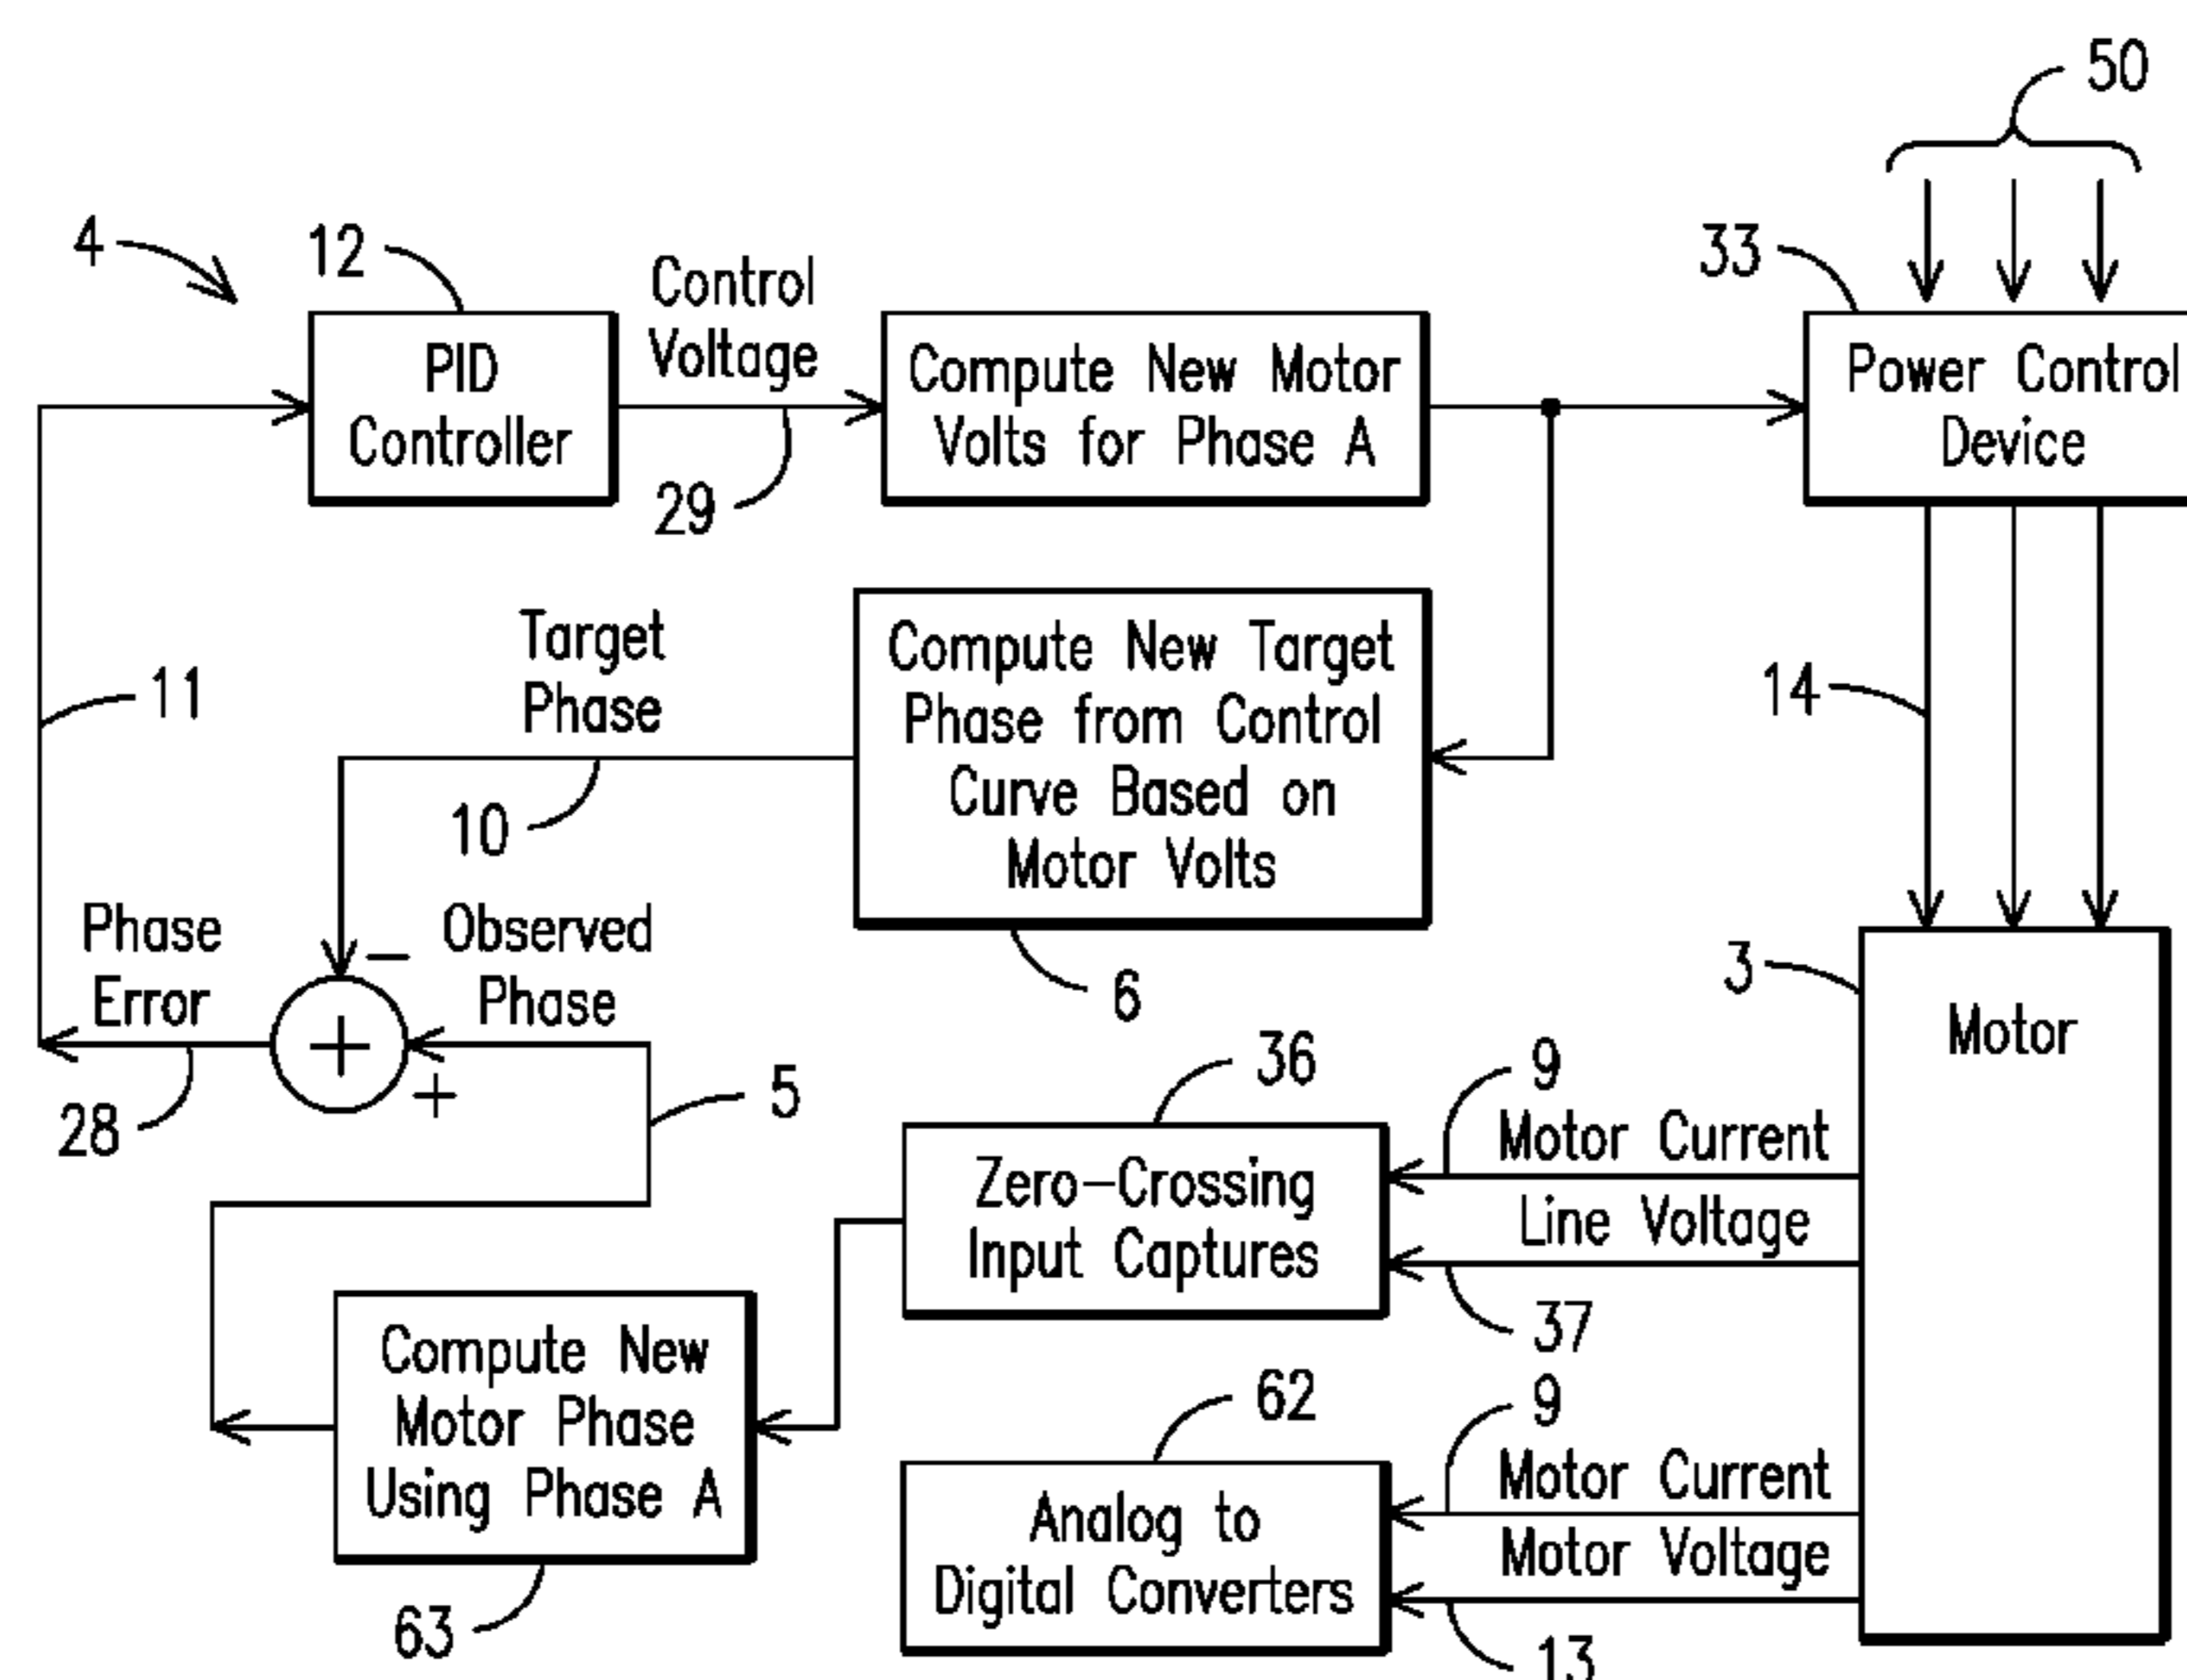 50
4
12
33
Control
Voltage
PID
Controller
29
Compute New Motor
Volts for Phase A
Power Control
Device
Target
Phase
10
11
Compute New Target
Phase from Control
Curve Based on
Motor Volts
6
14
Phase
Error
−
Observed
Phase
+
+
28
5
3
Motor
36
9
Motor Current
Zero-Crossing
Input Captures
Line Voltage
37
Compute New
Motor Phase
Using Phase A
63
62
9
Motor Current
Analog to
Digital Converters
Motor Voltage
13